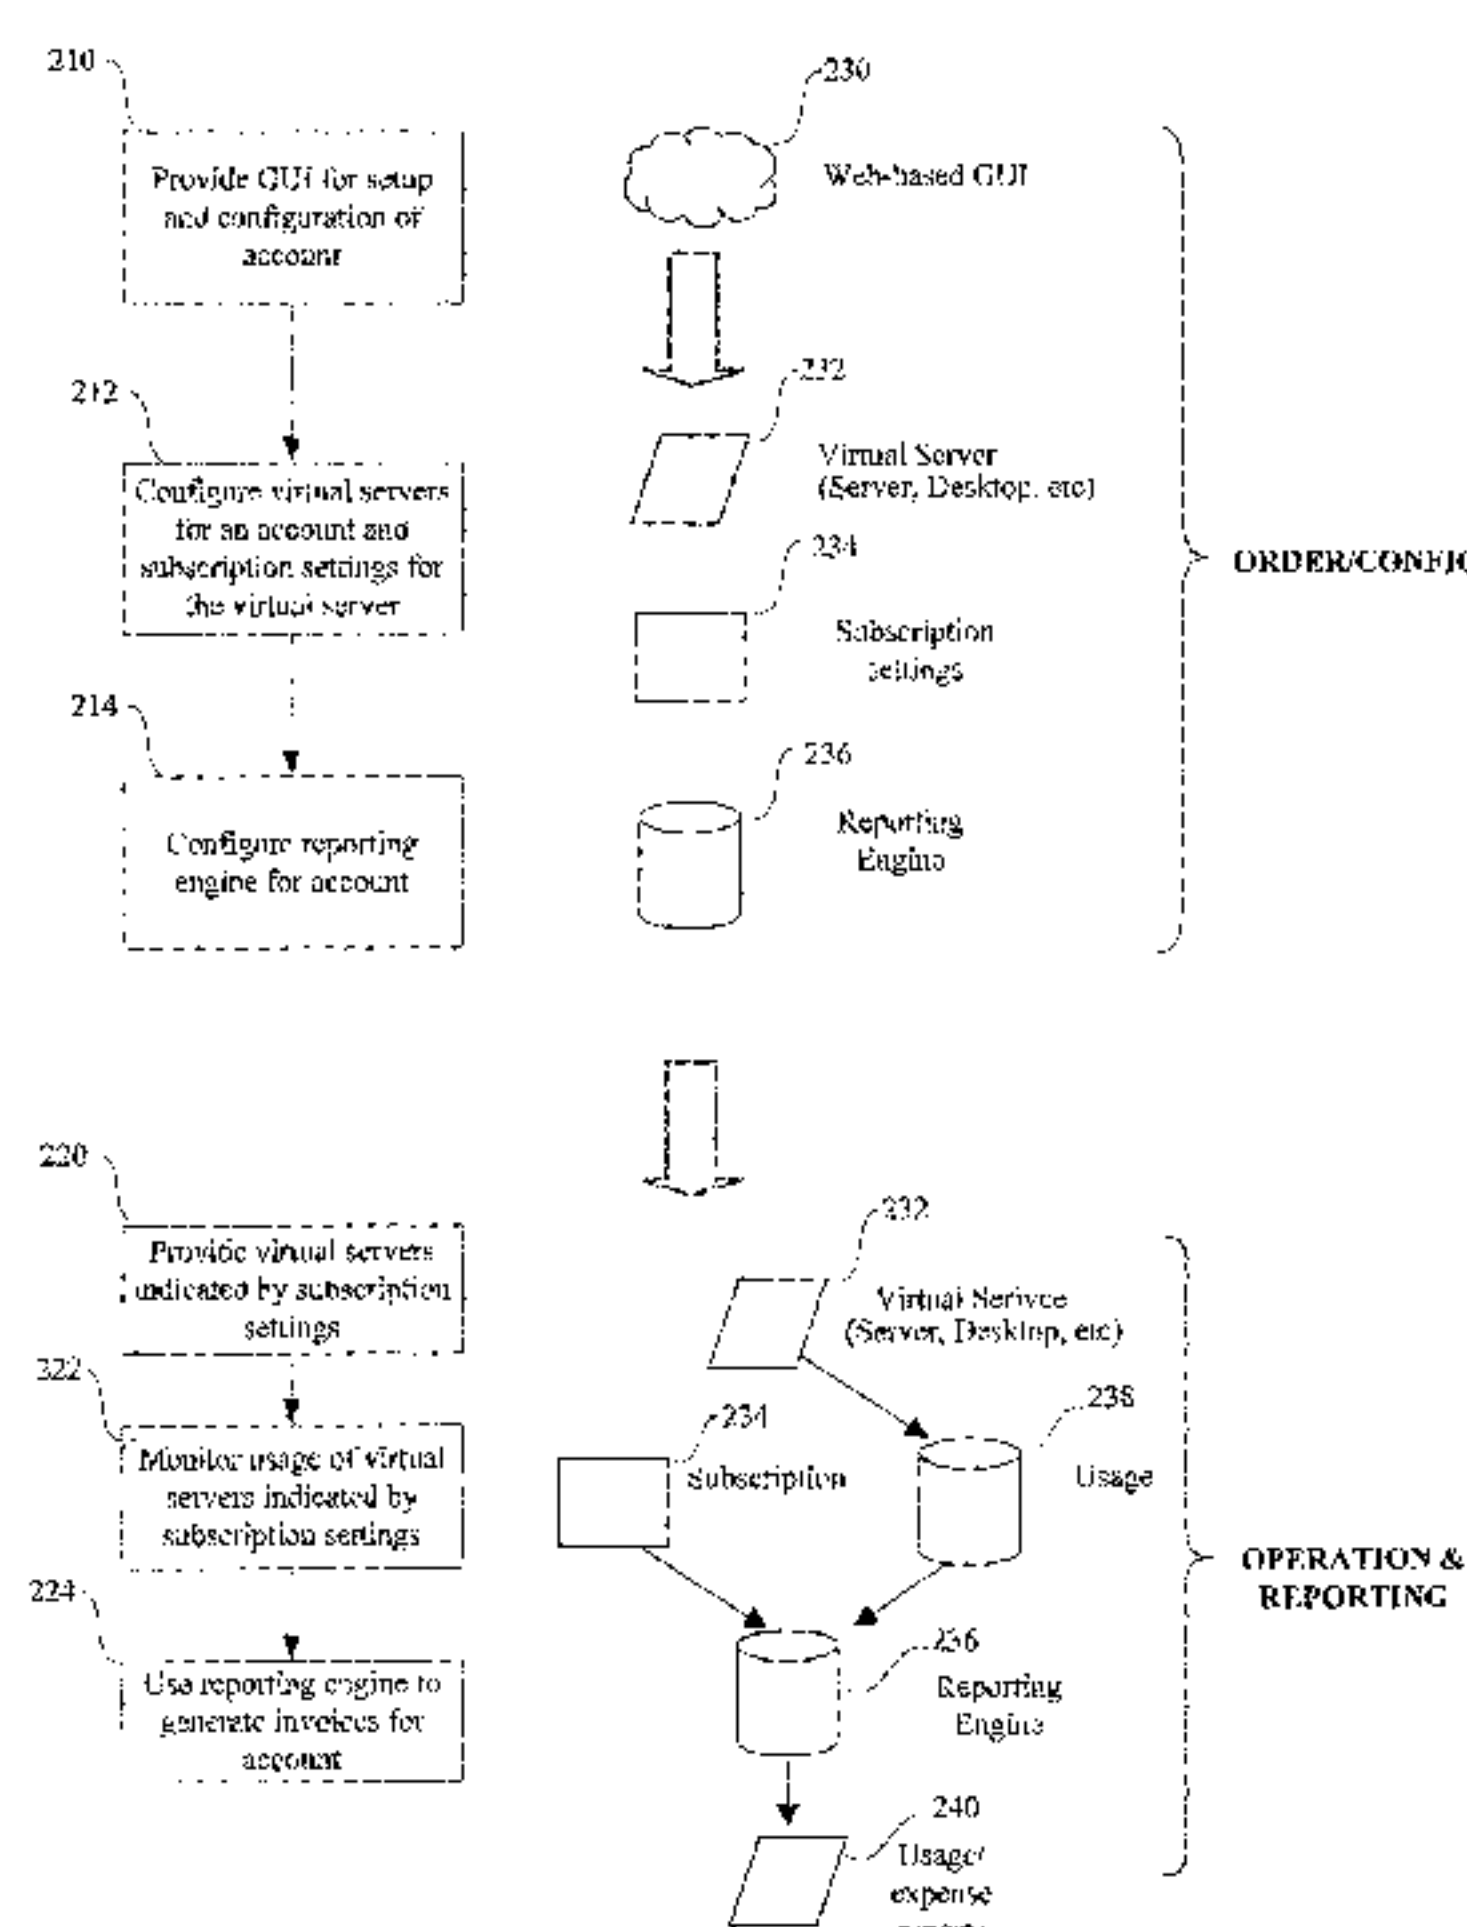 210
Provide GUI for setup
and configuration of
account
230
Web-based GUI
212
Configure virtual servers
for an account and
subscription settings for
the virtual server
232
Virtual Server
(Server, Desktop, etc)
234
Subscription
settings
ORDER/CONFIG
214
Configure reporting
engine for account
236
Reporting
Engine
220
Provide virtual servers
indicated by subscription
settings
232
Virtual Serivce
(Server, Desktop, etc)
322
Monitor usage of virtual
servers indicated by
subscription settings
234
Subscription
238
Usage
OPERATION &
REPORTING
224
Use reporting engine to
generate invoices for
account
236
Reporting
Engine
240
Usage/
expense